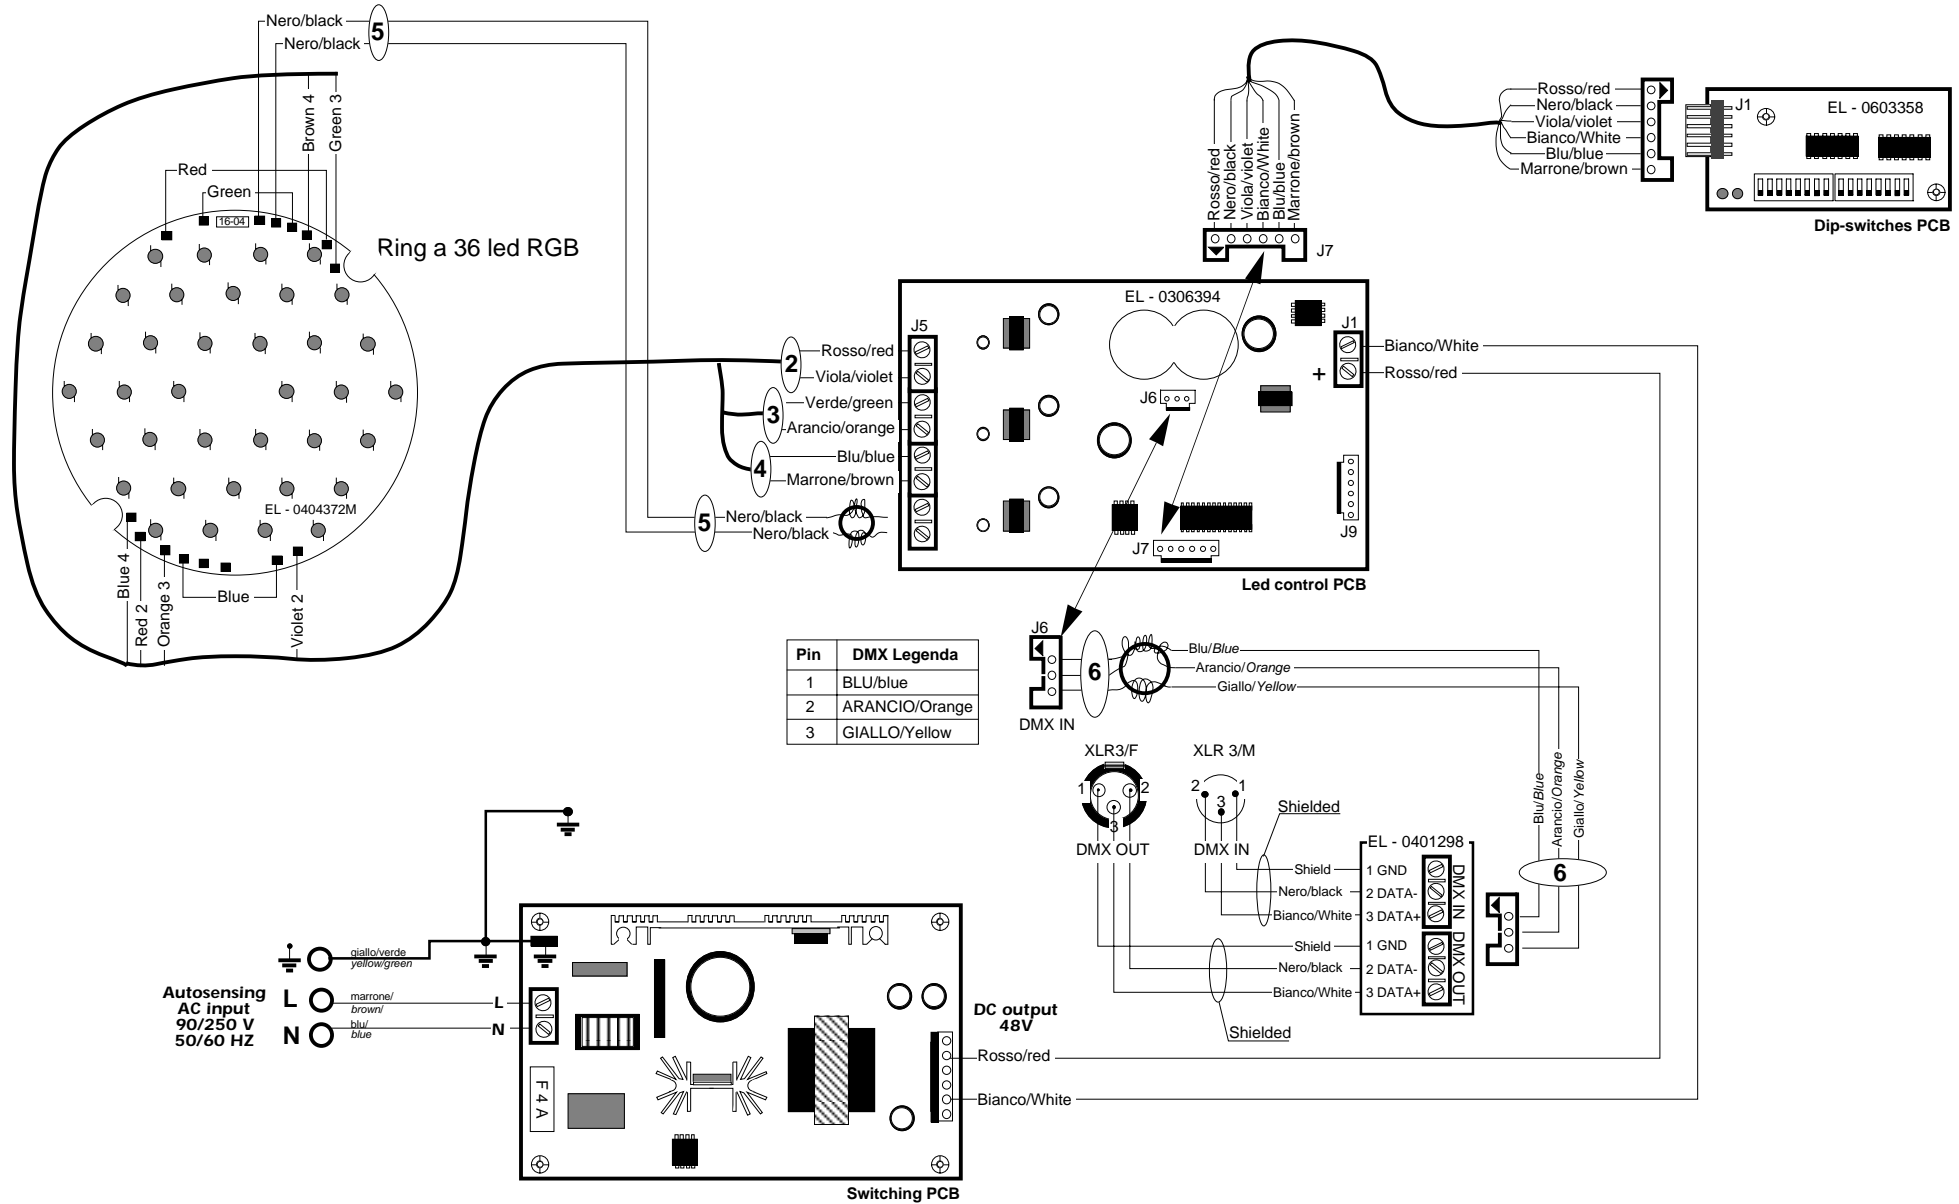 Nero/black
5
Nero/black
Brown 4
Green 3
Red
Green
16-04
Ring a 36 led RGB
EL - 0404372M
Blue 4
Red 2
Orange 3
Blue
Violet 2
Rosso/red
Nero/black
Viola/violet
Bianco/White
Blu/blue
Marrone/brown
J7
Rosso/red
Nero/black
Viola/violet
Bianco/White
Blu/blue
Marrone/brown
J1
EL - 0603358
Dip-switches PCB
EL - 0306394
J5
J1
2
Rosso/red
Viola/violet
3
Verde/green
Arancio/orange
4
Blu/blue
Marrone/brown
5
Nero/black
Nero/black
Bianco/White
+
Rosso/red
J6
J7
J9
Led control PCB
Pin DMX Legenda
1 BLU/blue
2 ARANCIO/Orange
3 GIALLO/Yellow
J6
6
DMX IN
Blu/Blue
Arancio/Orange
Giallo/Yellow
XLR3/F
1
2
3
DMX OUT
XLR 3/M
2
1
3
DMX IN
Shielded
Blu/Blue
Arancio/Orange
Giallo/Yellow
6
EL - 0401298
Shield 1 GND
Nero/black 2 DATA-
Bianco/White 3 DATA+
DMX IN
Shield 1 GND
Nero/black 2 DATA-
Bianco/White 3 DATA+
DMX OUT
Shielded
giallo/verde
yellow/green
Autosensing
AC input
90/250 V
50/60 HZ
L
marrone/
brown/
L
N
blu/
blue
N
F 4 A
DC output
48V
Rosso/red
Bianco/White
Switching PCB